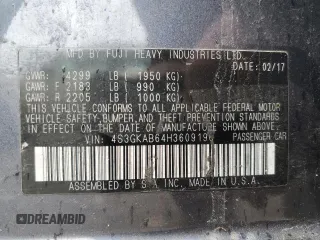 MFD. BY FUJI HEAVY INDUSTRIES LTD.
DATE: 02/17
GVWR: 4299 LB ( 1950 KG)
GAWR: F 2183 LB ( 990 KG)
GAWR: R 2205 LB ( 1000 KG)
THIS VEHICLE CONFORMS TO ALL APPLICABLE FEDERAL MOTOR
VEHICLE SAFETY, BUMPER, AND THEFT PREVENTION STANDARDS
IN EFFECT ON THE DATE OF MANUFACTURE SHOWN ABOVE.
VIN: 4S3GKAB64H3609196
PASSENGER CAR
ASSEMBLED BY S I A INC. IN U.S.A.
DREAMBID